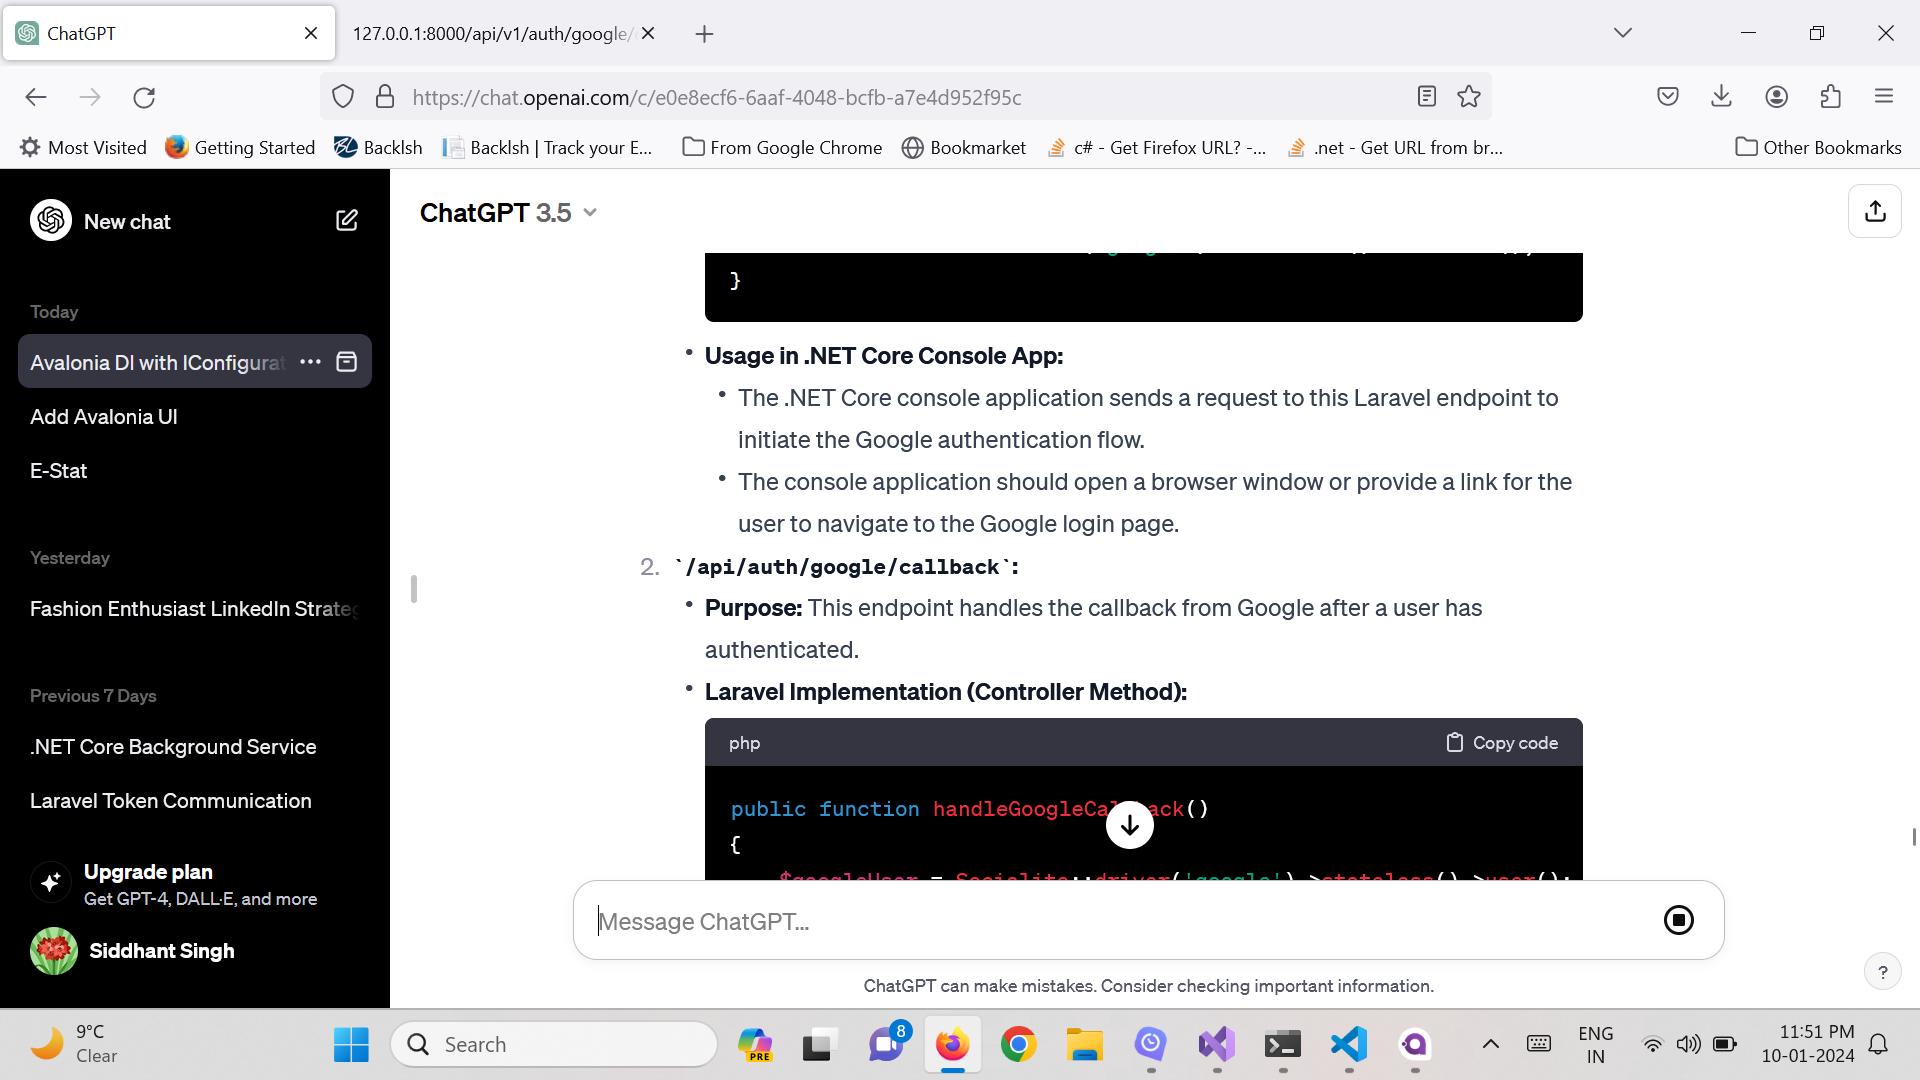 ChatGPT
127.0.0.1:8000/api/v1/auth/google/
https://chat.openai.com/c/e0e8ecf6-6aaf-4048-bcfb-a7e4d952f95c
Most Visited
Getting Started
Backlsh
Backlsh | Track your E...
From Google Chrome
Bookmarket
c# - Get Firefox URL? -...
.net - Get URL from br...
Other Bookmarks
New chat
Today
Avalonia DI with IConfigurat
Add Avalonia UI
E-Stat
Yesterday
Fashion Enthusiast LinkedIn Strateg
Previous 7 Days
.NET Core Background Service
Laravel Token Communication
Upgrade plan
Get GPT-4, DALL·E, and more
Siddhant Singh
ChatGPT 3.5
}
• Usage in .NET Core Console App:
• The .NET Core console application sends a request to this Laravel endpoint to
initiate the Google authentication flow.
• The console application should open a browser window or provide a link for the
user to navigate to the Google login page.
2. `/api/auth/google/callback`:
• Purpose: This endpoint handles the callback from Google after a user has
authenticated.
• Laravel Implementation (Controller Method):
php
Copy code
public function handleGoogleCallback()
{
$googleUser = Socialite::driver('google')->stateless()->user();
Message ChatGPT...
ChatGPT can make mistakes. Consider checking important information.
?
9°C
Clear
Search
PRE
8
ENG
IN
11:51 PM
10-01-2024